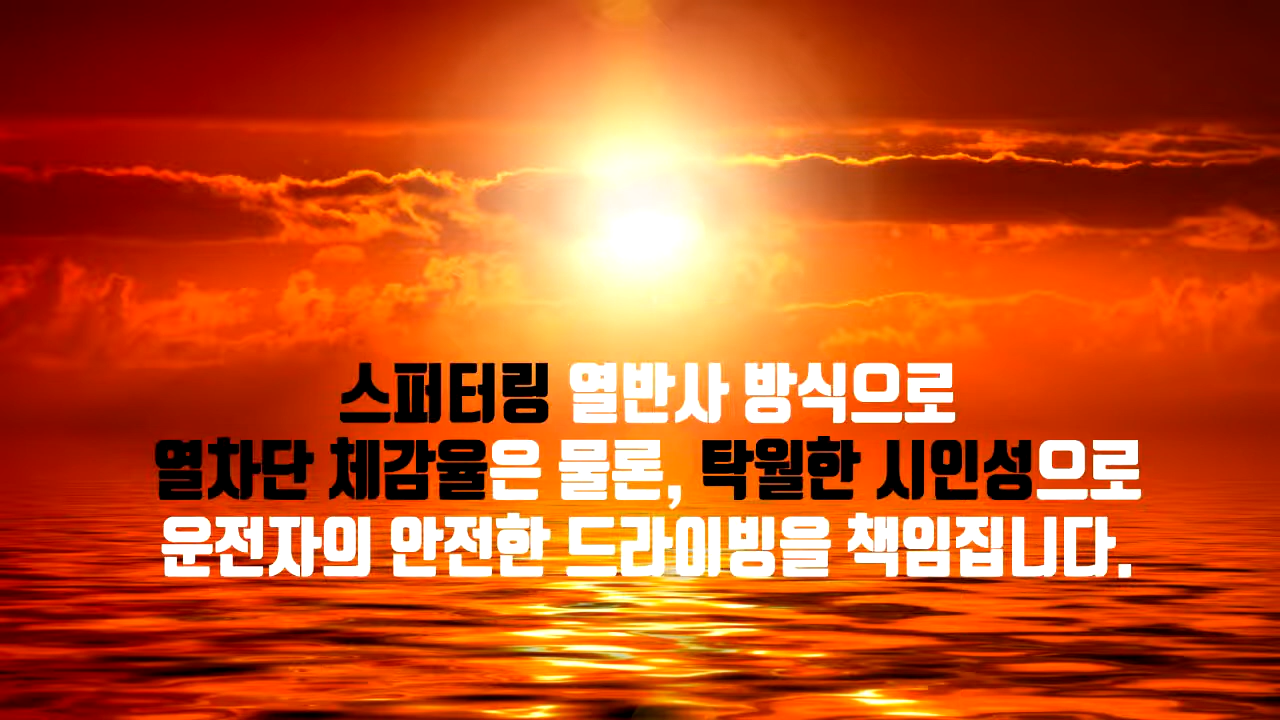 스퍼터링 열반사 방식으로
열차단 체감율은 물론, 탁월한 시인성으로
운전자의 안전한 드라이빙을 책임집니다.